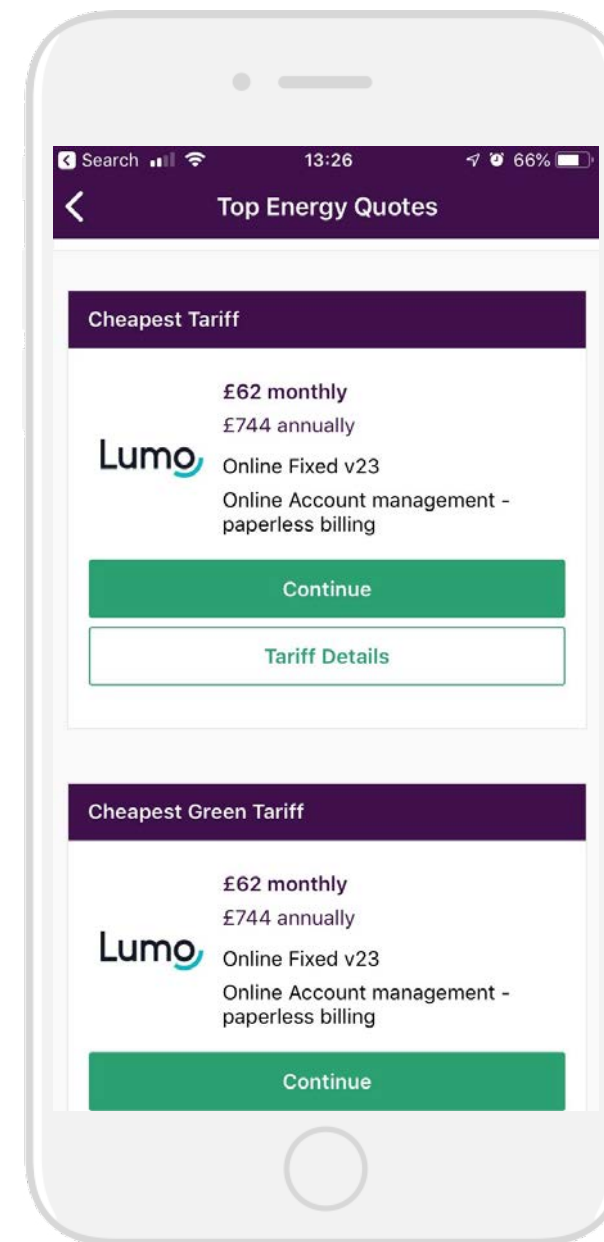 Search 13:26 66%
Top Energy Quotes
Cheapest Tariff
£62 monthly
£744 annually
Lumo
Online Fixed v23
Online Account management -
paperless billing
Continue
Tariff Details
Cheapest Green Tariff
£62 monthly
£744 annually
Lumo
Online Fixed v23
Online Account management -
paperless billing
Continue